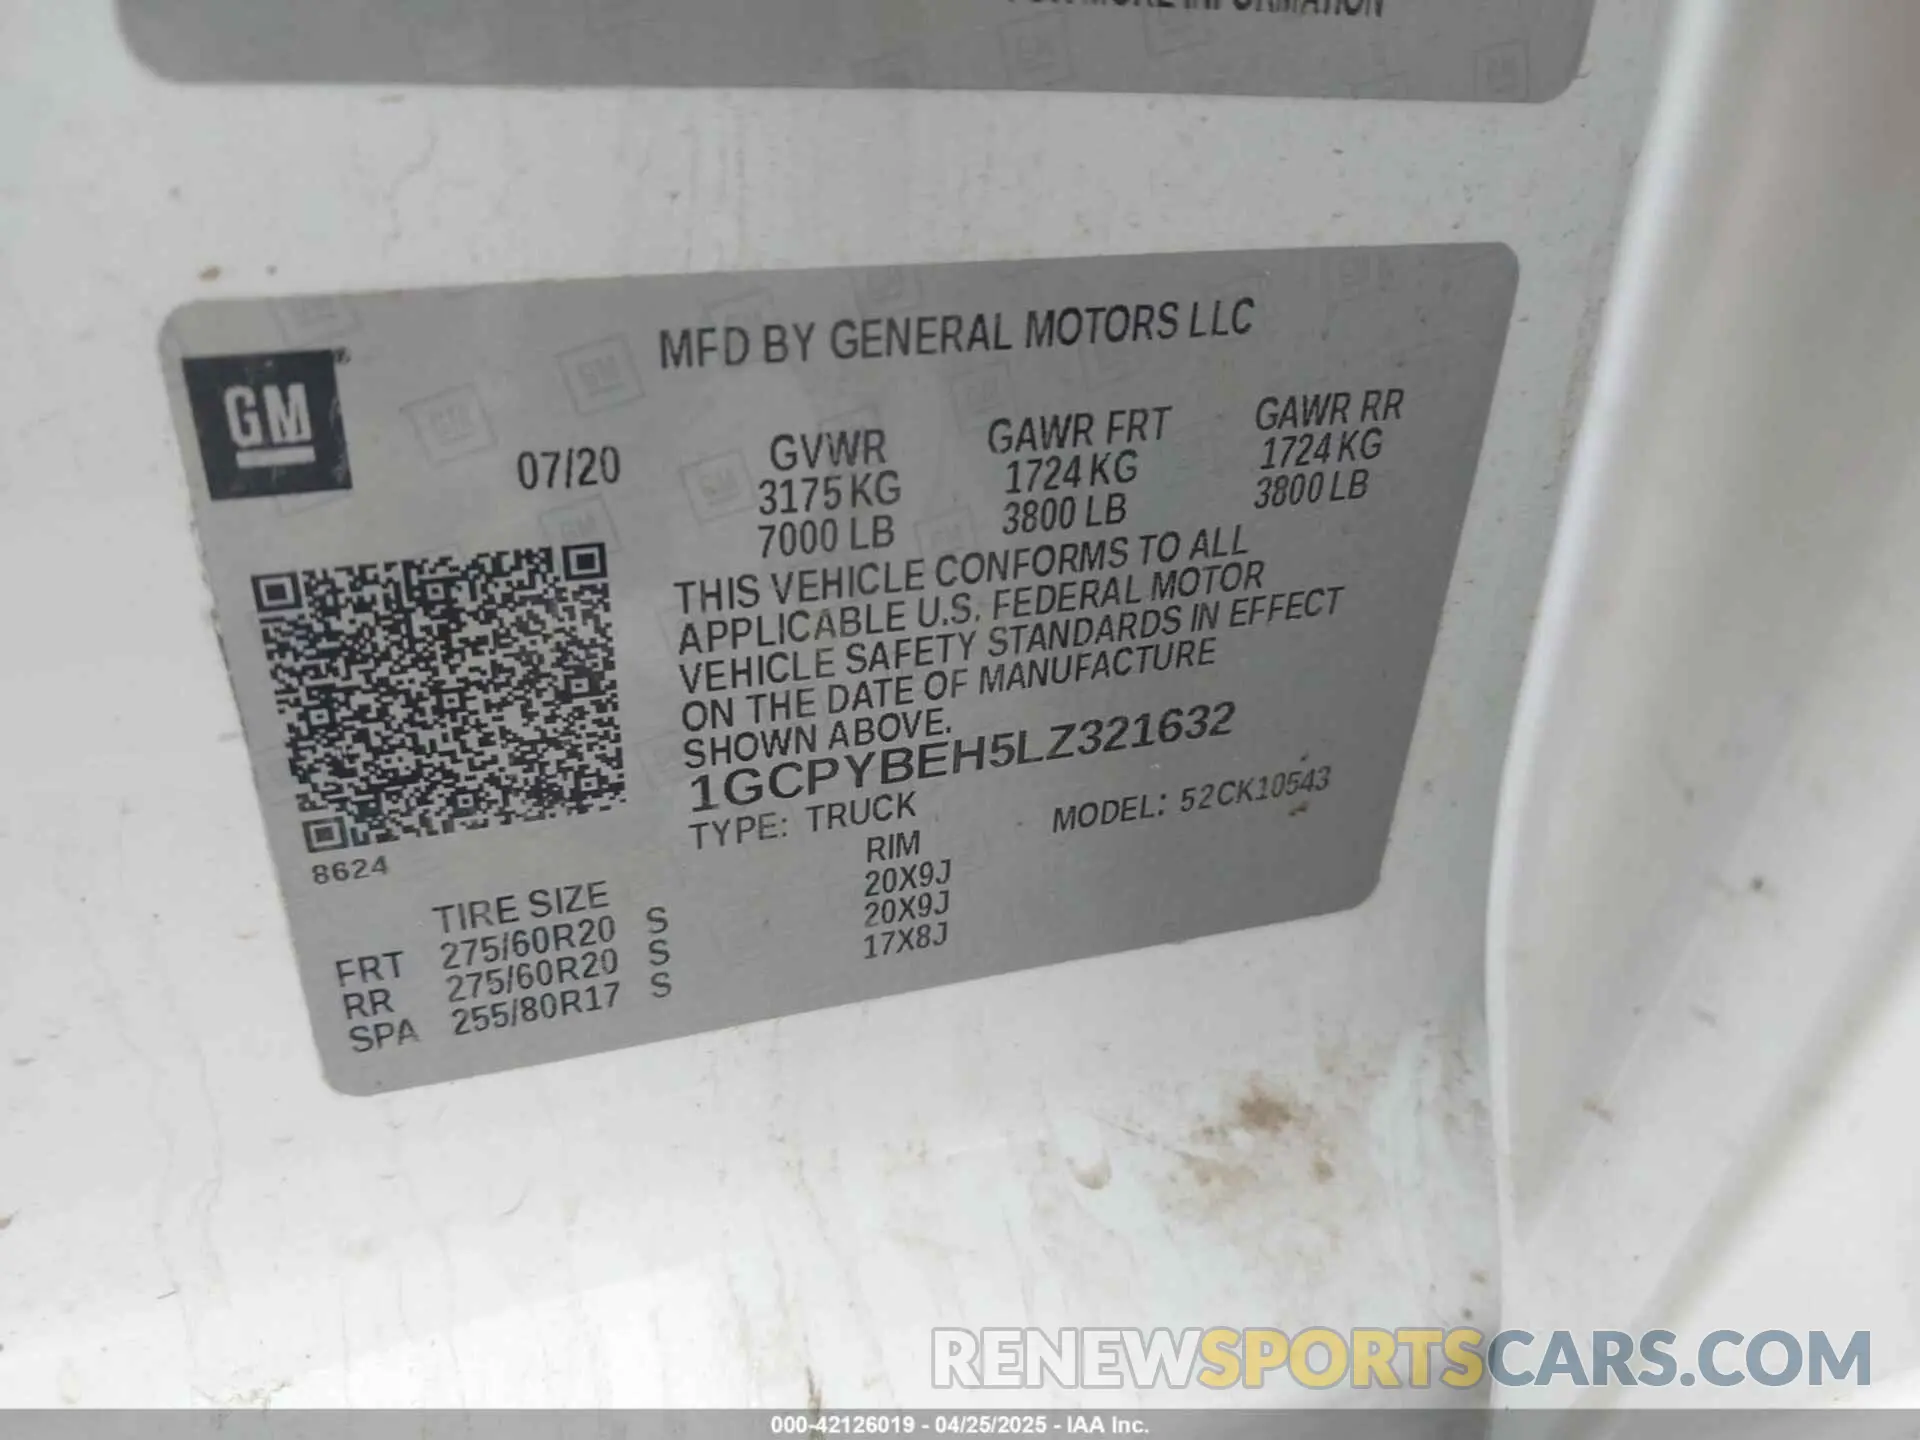 MORE INFORMATION
MFD BY GENERAL MOTORS LLC
GM
07/20
GVWR GAWR FRT GAWR RR
3175 KG 1724 KG 1724 KG
7000 LB 3800 LB 3800 LB
THIS VEHICLE CONFORMS TO ALL
APPLICABLE U.S. FEDERAL MOTOR
VEHICLE SAFETY STANDARDS IN EFFECT
ON THE DATE OF MANUFACTURE
SHOWN ABOVE.
1GCPYBEH5LZ321632
TYPE: TRUCK MODEL: 52CK10543
8624
TIRE SIZE RIM
FRT 275/60R20 S 20X9J
RR 275/60R20 S 20X9J
SPA 255/80R17 S 17X8J
RENEWSPORTSCARS.COM
000-42126019 - 04/25/2025 - IAA Inc.